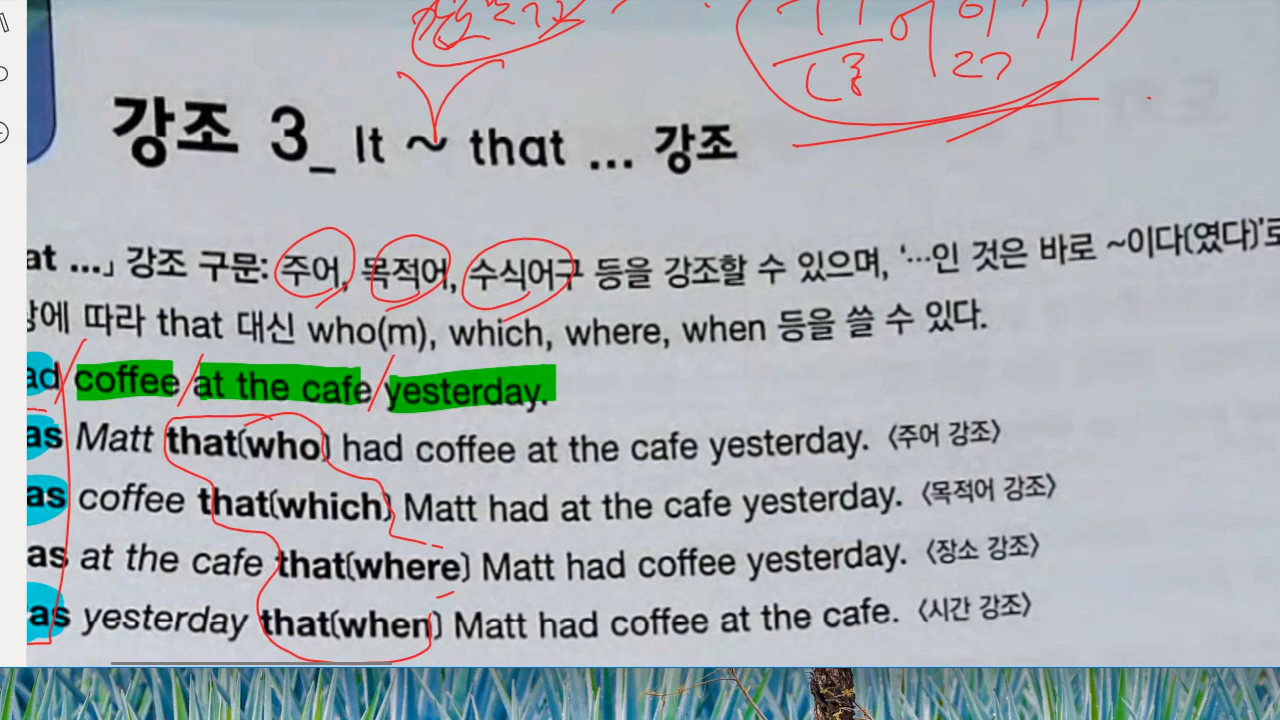 강조 3_ It ~ that ... 강조
at ...」 강조 구문: 주어, 목적어, 수식어구 등을 강조할 수 있으며, '…인 것은 바로 ~이다(였다)'로
에 따라 that 대신 who(m), which, where, when 등을 쓸 수 있다.
ad coffee at the cafe yesterday.
as Matt that(who) had coffee at the cafe yesterday. 〈주어 강조〉
as coffee that(which) Matt had at the cafe yesterday. 〈목적어 강조〉
as at the cafe that(where) Matt had coffee yesterday. 〈장소 강조〉
as yesterday that(when) Matt had coffee at the cafe. 〈시간 강조〉